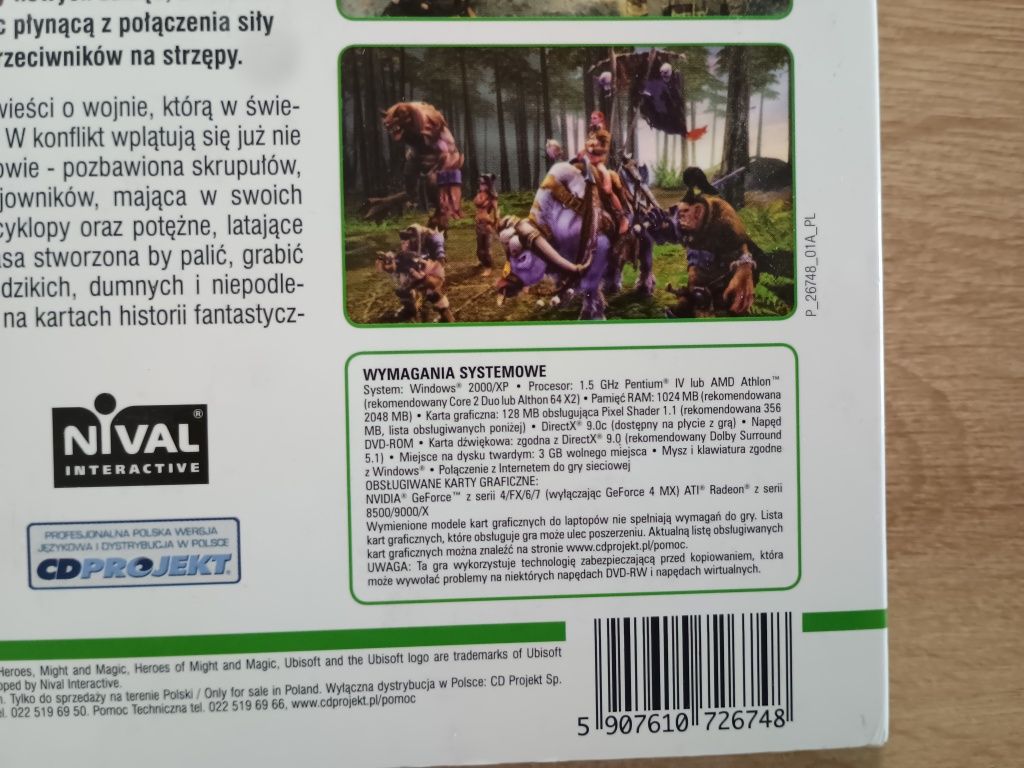 c płynącą z połączenia siły
rzeciwników na strzępy.
wieści o wojnie, którą w świe-
W konflikt wplątują się już nie
owie - pozbawiona skrupułów,
jowników, mająca w swoich
cyklopy oraz potężne, latające
asa stworzona by palić, grabić
dzikich, dumnych i niepodle-
na kartach historii fantastycz-
P_26748_01A_PL
WYMAGANIA SYSTEMOWE
System: Windows® 2000/XP • Procesor: 1.5 GHz Pentium® IV lub AMD Athlon™
(rekomendowany Core 2 Duo lub Althon 64 X2) • Pamięć RAM: 1024 MB (rekomendowana
2048 MB) • Karta graficzna: 128 MB obsługująca Pixel Shader 1.1 (rekomendowana 356
MB, lista obsługiwanych poniżej) • DirectX® 9.0c (dostępny na płycie z grą) • Napęd
DVD-ROM • Karta dźwiękowa: zgodna z DirectX® 9.0 (rekomendowany Dolby Surround
5.1) • Miejsce na dysku twardym: 3 GB wolnego miejsca • Mysz i klawiatura zgodne
z Windows® • Połączenie z Internetem do gry sieciowej
OBSŁUGIWANE KARTY GRAFICZNE:
NVIDIA® GeForce™ z serii 4/FX/6/7 (wyłączając GeForce 4 MX) ATI® Radeon® z serii
8500/9000/X
Wymienione modele kart graficznych do laptopów nie spełniają wymagań do gry. Lista
kart graficznych, które obsługuje gra może ulec poszerzeniu. Aktualną listę obsługiwanych
kart graficznych można znaleźć na stronie www.cdprojekt.pl/pomoc.
UWAGA: Ta gra wykorzystuje technologię zabezpieczającą przed kopiowaniem, która
może wywołać problemy na niektórych napędach DVD-RW i napędach wirtualnych.
NIVAL®
INTERACTIVE
PROFESJONALNA POLSKA WERSJA
JĘZYKOWA I DYSTRYBUCJA W POLSCE
CDPROJEKT®
Heroes, Might and Magic, Heroes of Might and Magic, Ubisoft and the Ubisoft logo are trademarks of Ubisoft
oped by Nival Interactive.
n. Tylko do sprzedaży na terenie Polski / Only for sale in Poland. Wyłączna dystrybucja w Polsce: CD Projekt Sp.
el. 022 519 69 50. Pomoc Techniczna tel. 022 519 69 66, www.cdprojekt.pl/pomoc
5 907610 726748